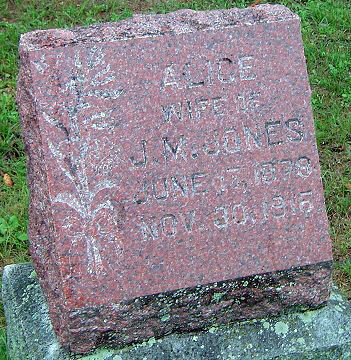 ALICE
WIFE OF
J. M. JONES
JUNE 17, 1878
NOV. 30, 1915